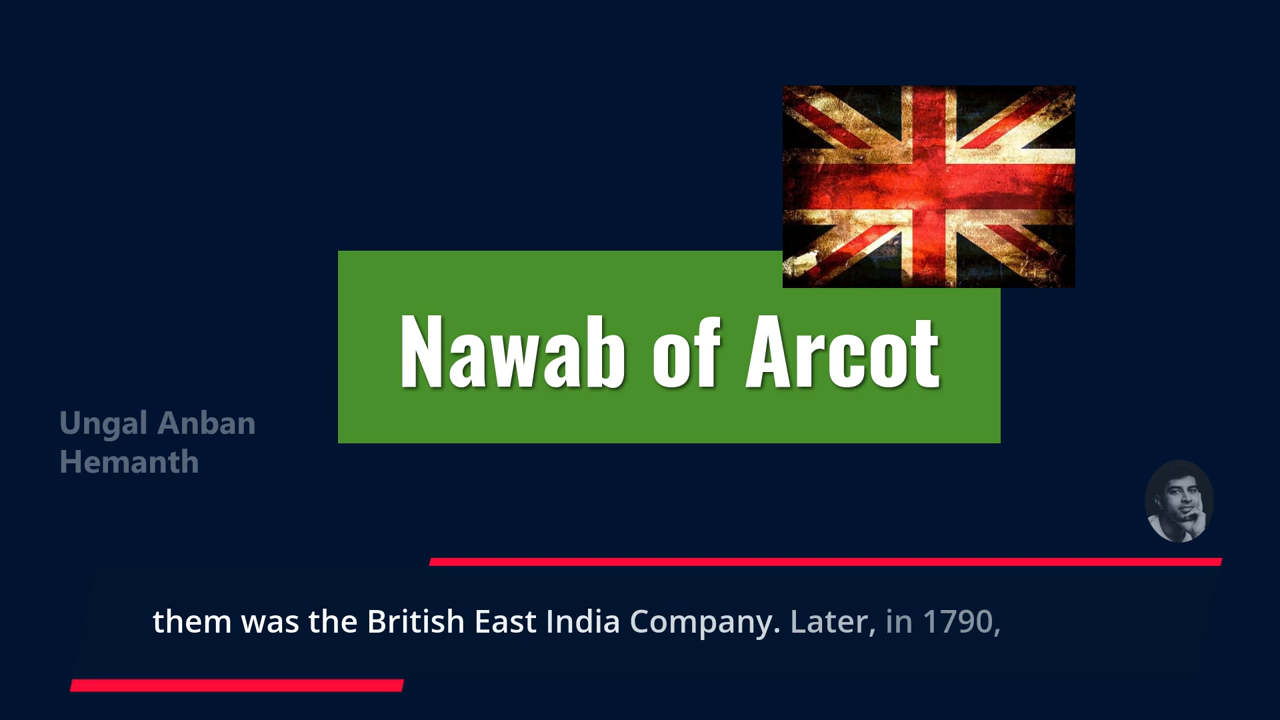 Nawab of Arcot
Ungal Anban
Hemanth
them was the British East India Company. Later, in 1790,